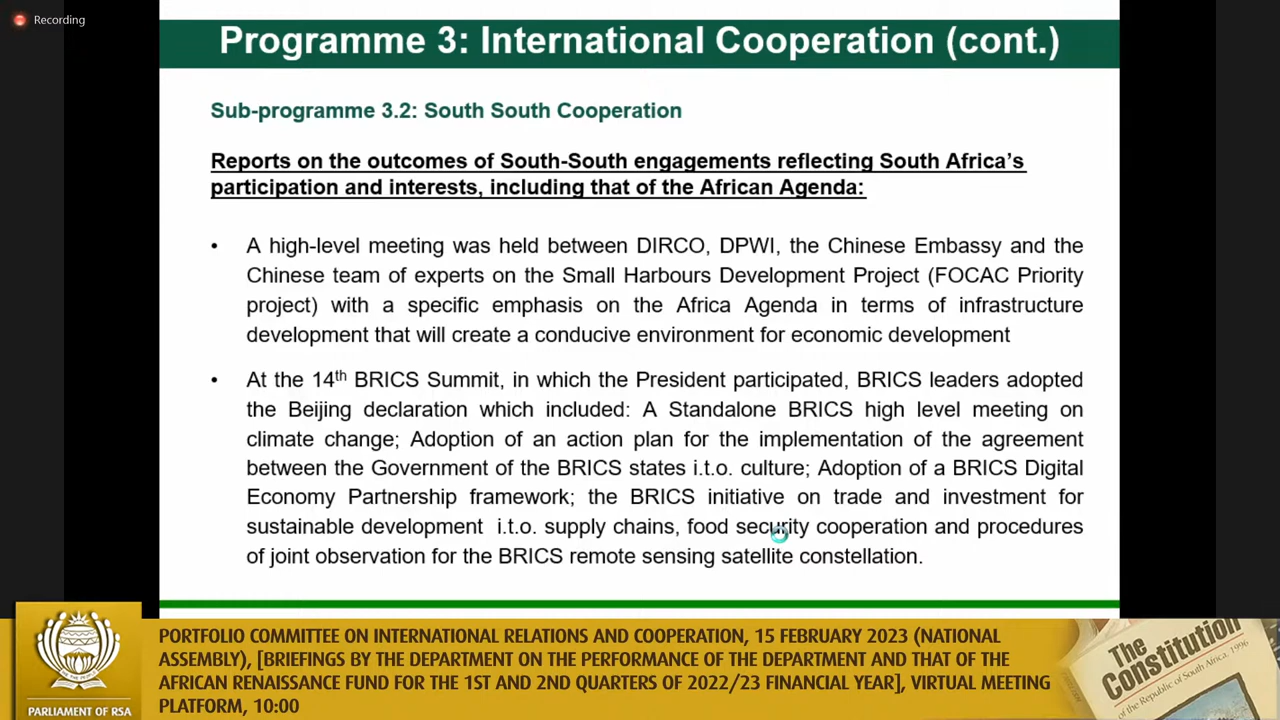 Recording
Programme 3: International Cooperation (cont.)
Sub-programme 3.2: South South Cooperation
Reports on the outcomes of South-South engagements reflecting South Africa’s
participation and interests, including that of the African Agenda:
• A high-level meeting was held between DIRCO, DPWI, the Chinese Embassy and the
Chinese team of experts on the Small Harbours Development Project (FOCAC Priority
project) with a specific emphasis on the Africa Agenda in terms of infrastructure
development that will create a conducive environment for economic development
• At the 14th BRICS Summit, in which the President participated, BRICS leaders adopted
the Beijing declaration which included: A Standalone BRICS high level meeting on
climate change; Adoption of an action plan for the implementation of the agreement
between the Government of the BRICS states i.t.o. culture; Adoption of a BRICS Digital
Economy Partnership framework; the BRICS initiative on trade and investment for
sustainable development i.t.o. supply chains, food security cooperation and procedures
of joint observation for the BRICS remote sensing satellite constellation.
PORTFOLIO COMMITTEE ON INTERNATIONAL RELATIONS AND COOPERATION, 15 FEBRUARY 2023 (NATIONAL
ASSEMBLY), [BRIEFINGS BY THE DEPARTMENT ON THE PERFORMANCE OF THE DEPARTMENT AND THAT OF THE
AFRICAN RENAISSANCE FUND FOR THE 1ST AND 2ND QUARTERS OF 2022/23 FINANCIAL YEAR], VIRTUAL MEETING
PLATFORM, 10:00
PARLIAMENT OF RSA
The
Constitution
of the Republic of South Africa, 1996